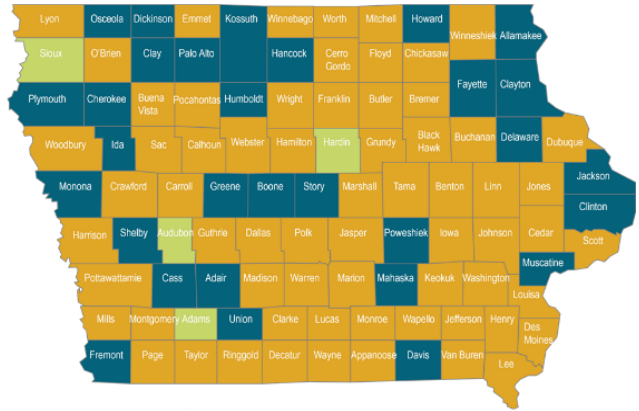 Lyon
Osceola
Dickinson
Emmet
Kossuth
Winnebago
Worth
Mitchell
Howard
Winneshiek
Allamakee
Sioux
O'Brien
Clay
Palo Alto
Hancock
Cerro
Gordo
Floyd
Chickasaw
Fayette
Clayton
Plymouth
Cherokee
Buena
Vista
Pocahontas
Humboldt
Wright
Franklin
Butler
Bremer
Woodbury
Ida
Sac
Calhoun
Webster
Hamilton
Hardin
Grundy
Black
Hawk
Buchanan
Delaware
Dubuque
Monona
Crawford
Carroll
Greene
Boone
Story
Marshall
Tama
Benton
Linn
Jones
Jackson
Clinton
Harrison
Shelby
Audubon
Guthrie
Dallas
Polk
Jasper
Poweshiek
Iowa
Johnson
Cedar
Scott
Muscatine
Pottawattamie
Cass
Adair
Madison
Warren
Marion
Mahaska
Keokuk
Washington
Louisa
Mills
Montgomery
Adams
Union
Clarke
Lucas
Monroe
Wapello
Jefferson
Henry
Des
Moines
Fremont
Page
Taylor
Ringgold
Decatur
Wayne
Appanoose
Davis
Van Buren
Lee